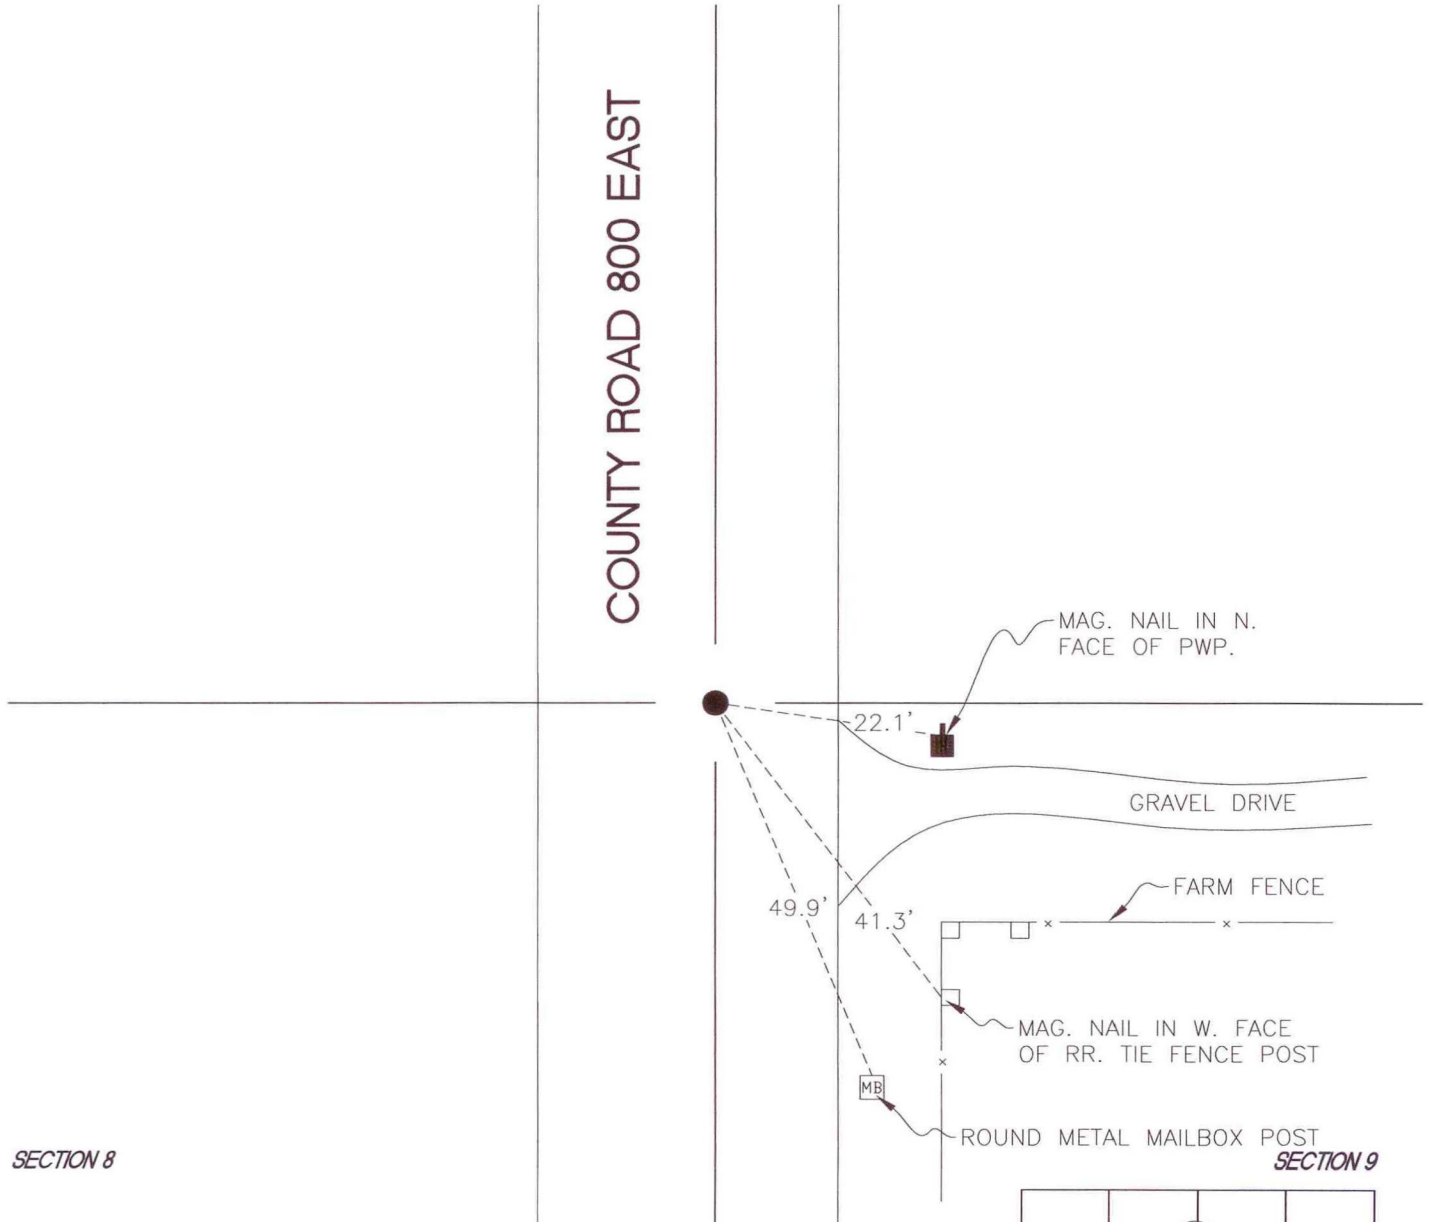 COUNTY ROAD 800 EAST
MAG. NAIL IN N.
FACE OF PWP.
22.1'
GRAVEL DRIVE
FARM FENCE
49.9'
41.3'
MAG. NAIL IN W. FACE
OF RR. TIE FENCE POST
MB
ROUND METAL MAILBOX POST
SECTION 8
SECTION 9